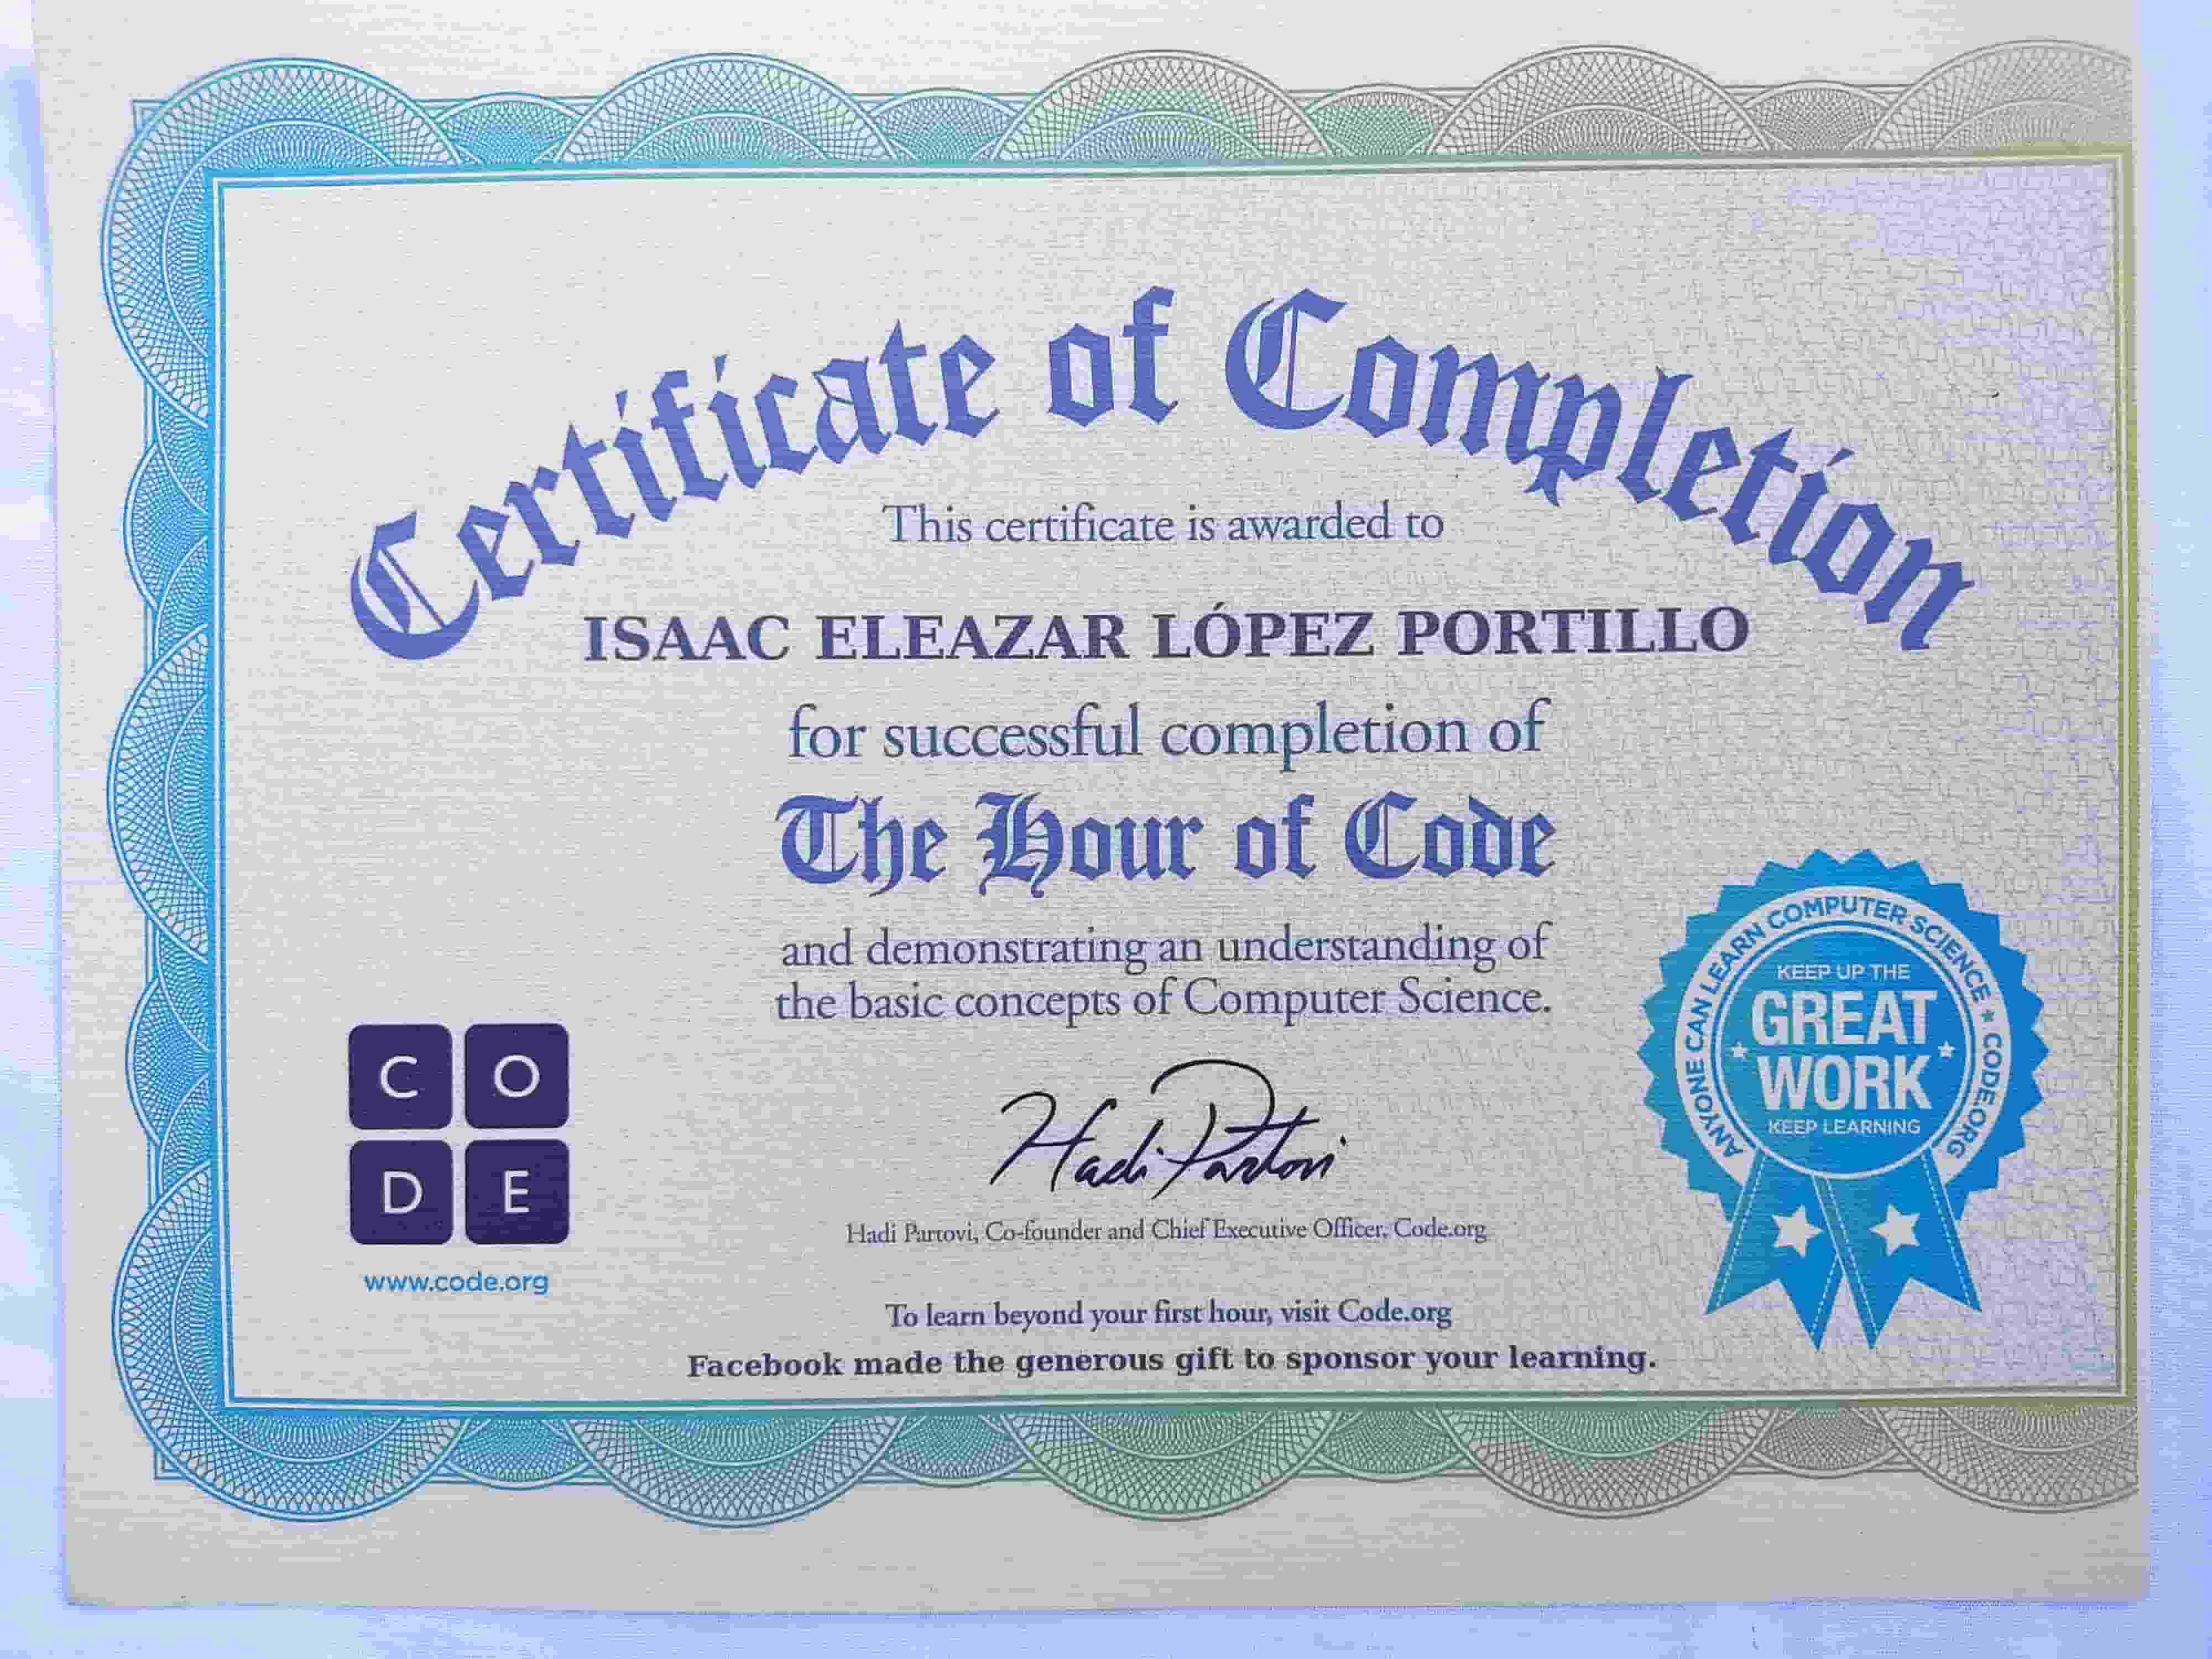 Certificate of Completion
This certificate is awarded to
ISAAC ELEAZAR LÓPEZ PORTILLO
for successful completion of
The Hour of Code
and demonstrating an understanding of
the basic concepts of Computer Science.
C O
D E
www.code.org
Hadi Partovi
Hadi Partovi, Co-founder and Chief Executive Officer, Code.org
To learn beyond your first hour, visit Code.org
Facebook made the generous gift to sponsor your learning.
ANYONE CAN LEARN COMPUTER SCIENCE ★ CODE.ORG
KEEP UP THE
GREAT
WORK
KEEP LEARNING